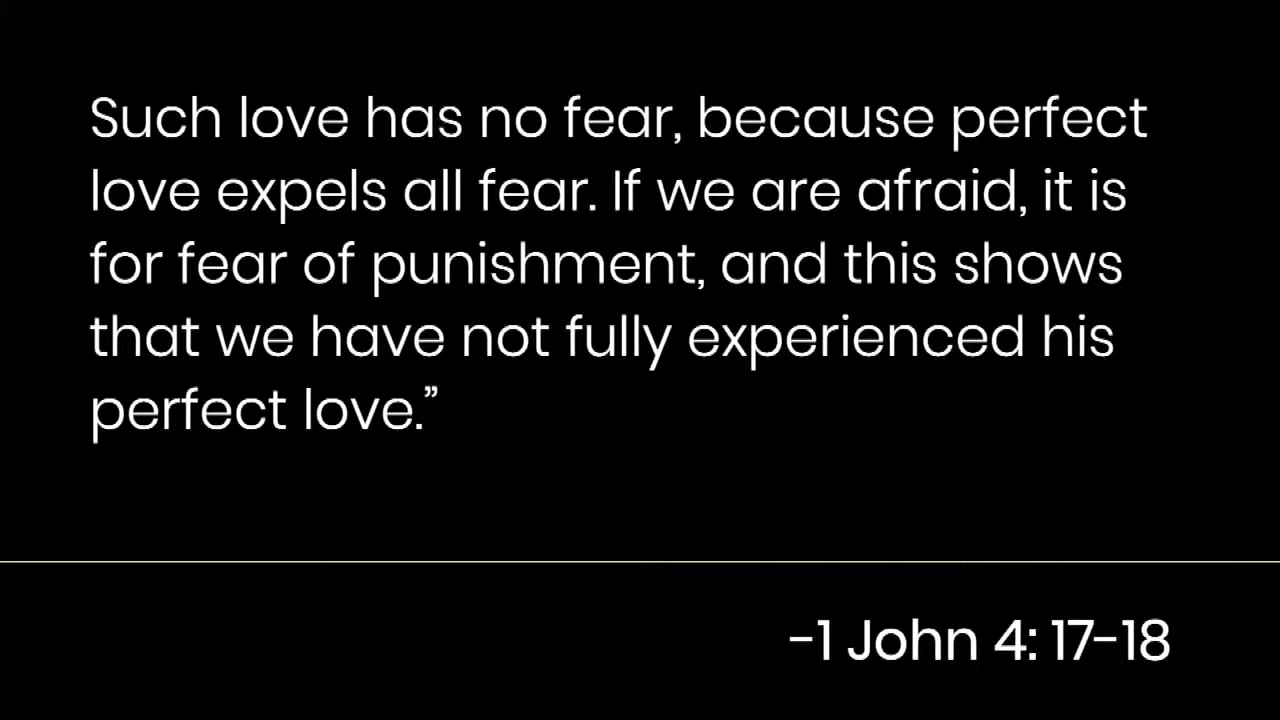 Such love has no fear, because perfect
love expels all fear. If we are afraid, it is
for fear of punishment, and this shows
that we have not fully experienced his
perfect love.”
-1 John 4: 17-18